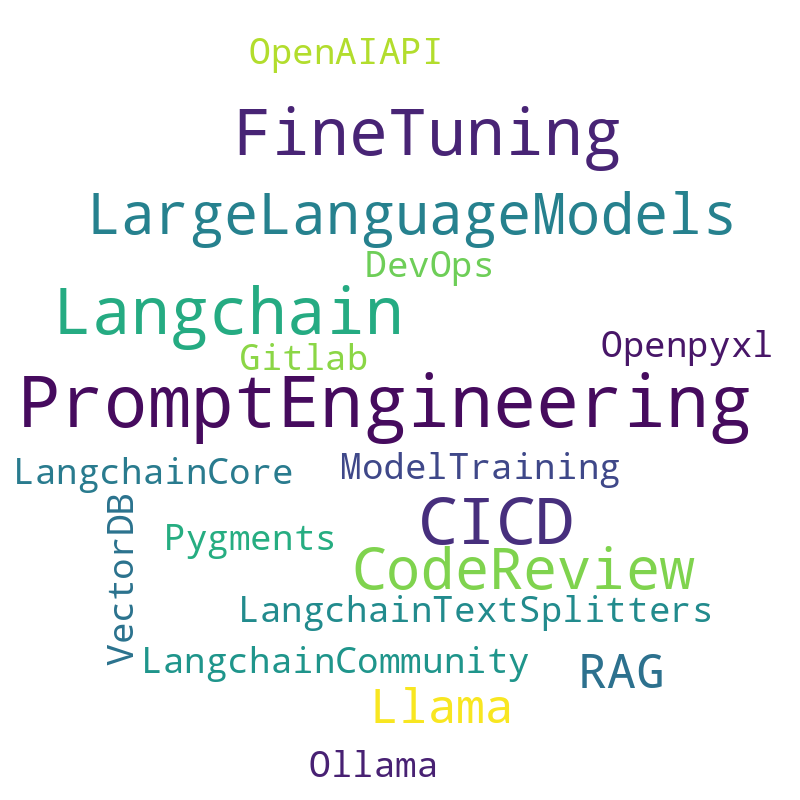 OpenAIAPI
FineTuning
LargeLanguageModels
DevOps
Langchain
Gitlab
Openpyxl
PromptEngineering
LangchainCore
ModelTraining
VectorDB
Pygments
CICD
CodeReview
LangchainTextSplitters
LangchainCommunity
RAG
Llama
Ollama